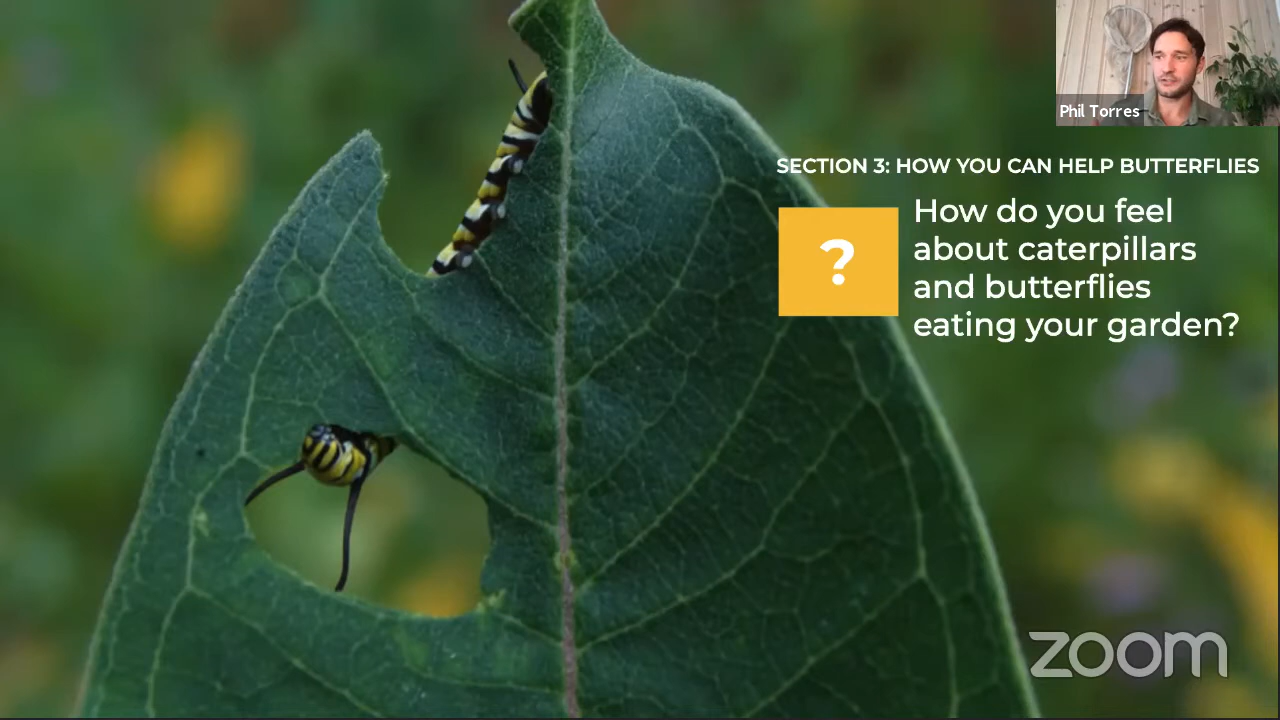 Phil Torres
SECTION 3: HOW YOU CAN HELP BUTTERFLIES
?
How do you feel
about caterpillars
and butterflies
eating your garden?
zoom